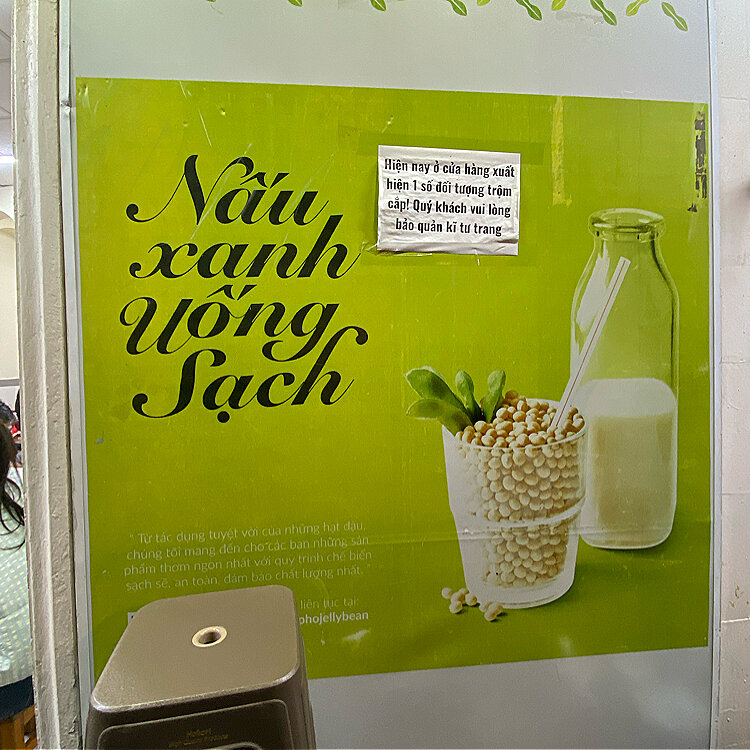 Nấu
xanh
Uống
Sạch
Hiện nay ở cửa hàng xuất
hiện 1 số đối tượng trộm
cắp! Quý khách vui lòng
bảo quản kĩ tư trang
" Từ tác dụng tuyệt vời của những hạt đậu,
chúng tôi mang đến cho các bạn những sản
phẩm thơm ngon nhất với quy trình chế biến
sạch sẽ, an toàn, đảm bảo chất lượng nhất. "
liên lục tại:
phojellybean